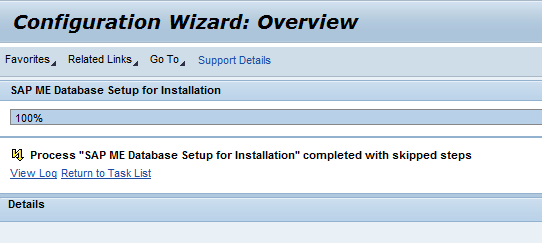 Configuration Wizard: Overview
Favorites Related Links Go To Support Details
SAP ME Database Setup for Installation
100%
Process "SAP ME Database Setup for Installation" completed with skipped steps
View Log Return to Task List
Details